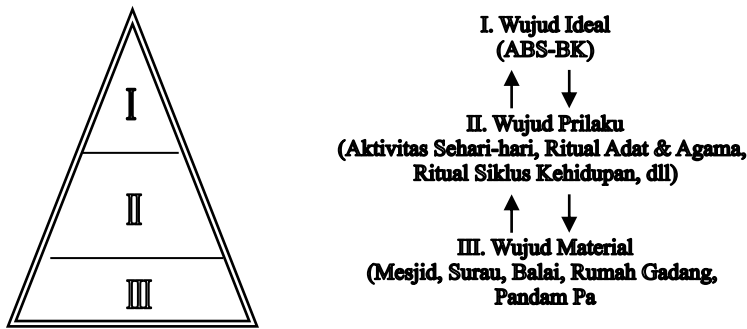 I
II
III
I. Wujud Ideal
(ABS-BK)
II. Wujud Prilaku
(Aktivitas Sehari-hari, Ritual Adat & Agama,
Ritual Siklus Kehidupan, dll)
III. Wujud Material
(Mesjid, Surau, Balai, Rumah Gadang,
Pandam Pa